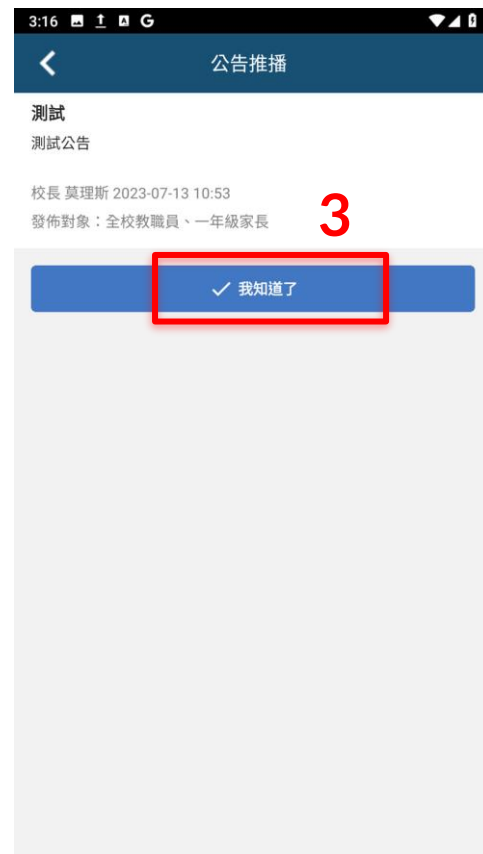 3:16
公告推播
測試
測試公告
校長 莫理斯 2023-07-13 10:53
發佈對象：全校教職員、一年級家長
3
我知道了